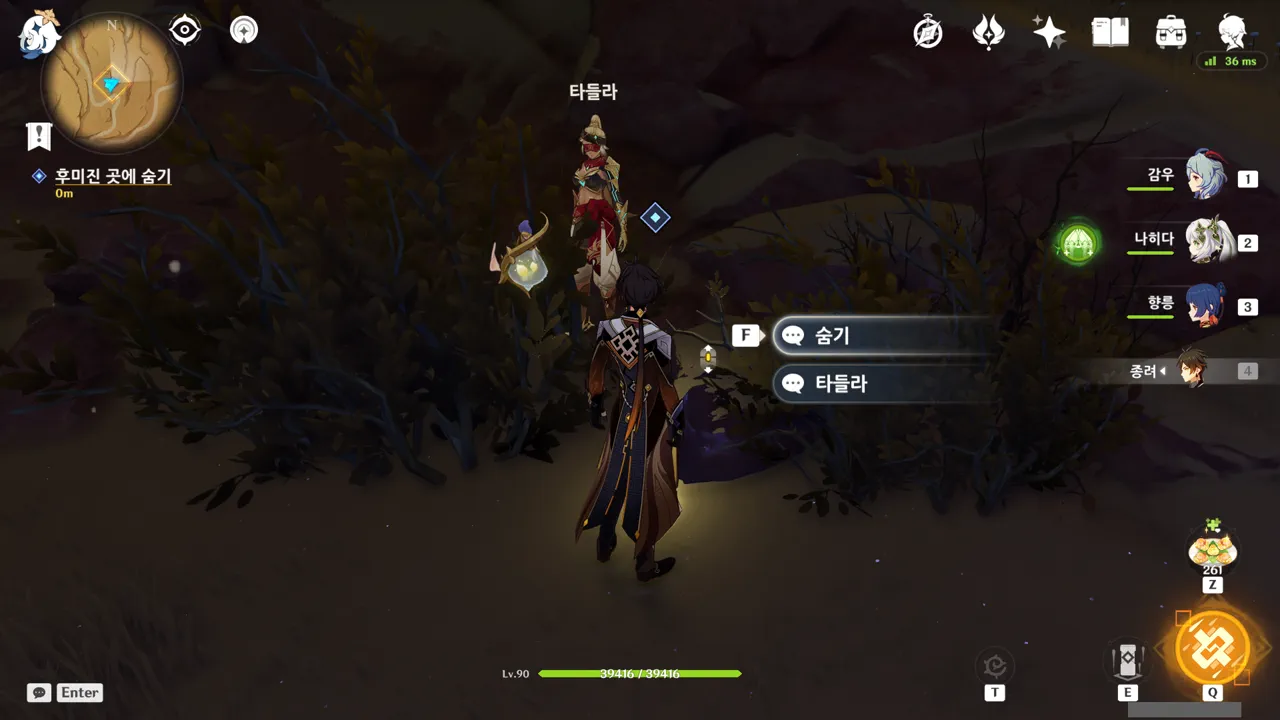 N
36 ms
타들라
후미진 곳에 숨기
0m
감우
1
나히다
2
향릉
3
종려
4
F
숨기
타들라
261
Z
Lv.90
39416 / 39416
T
E
Q
Enter